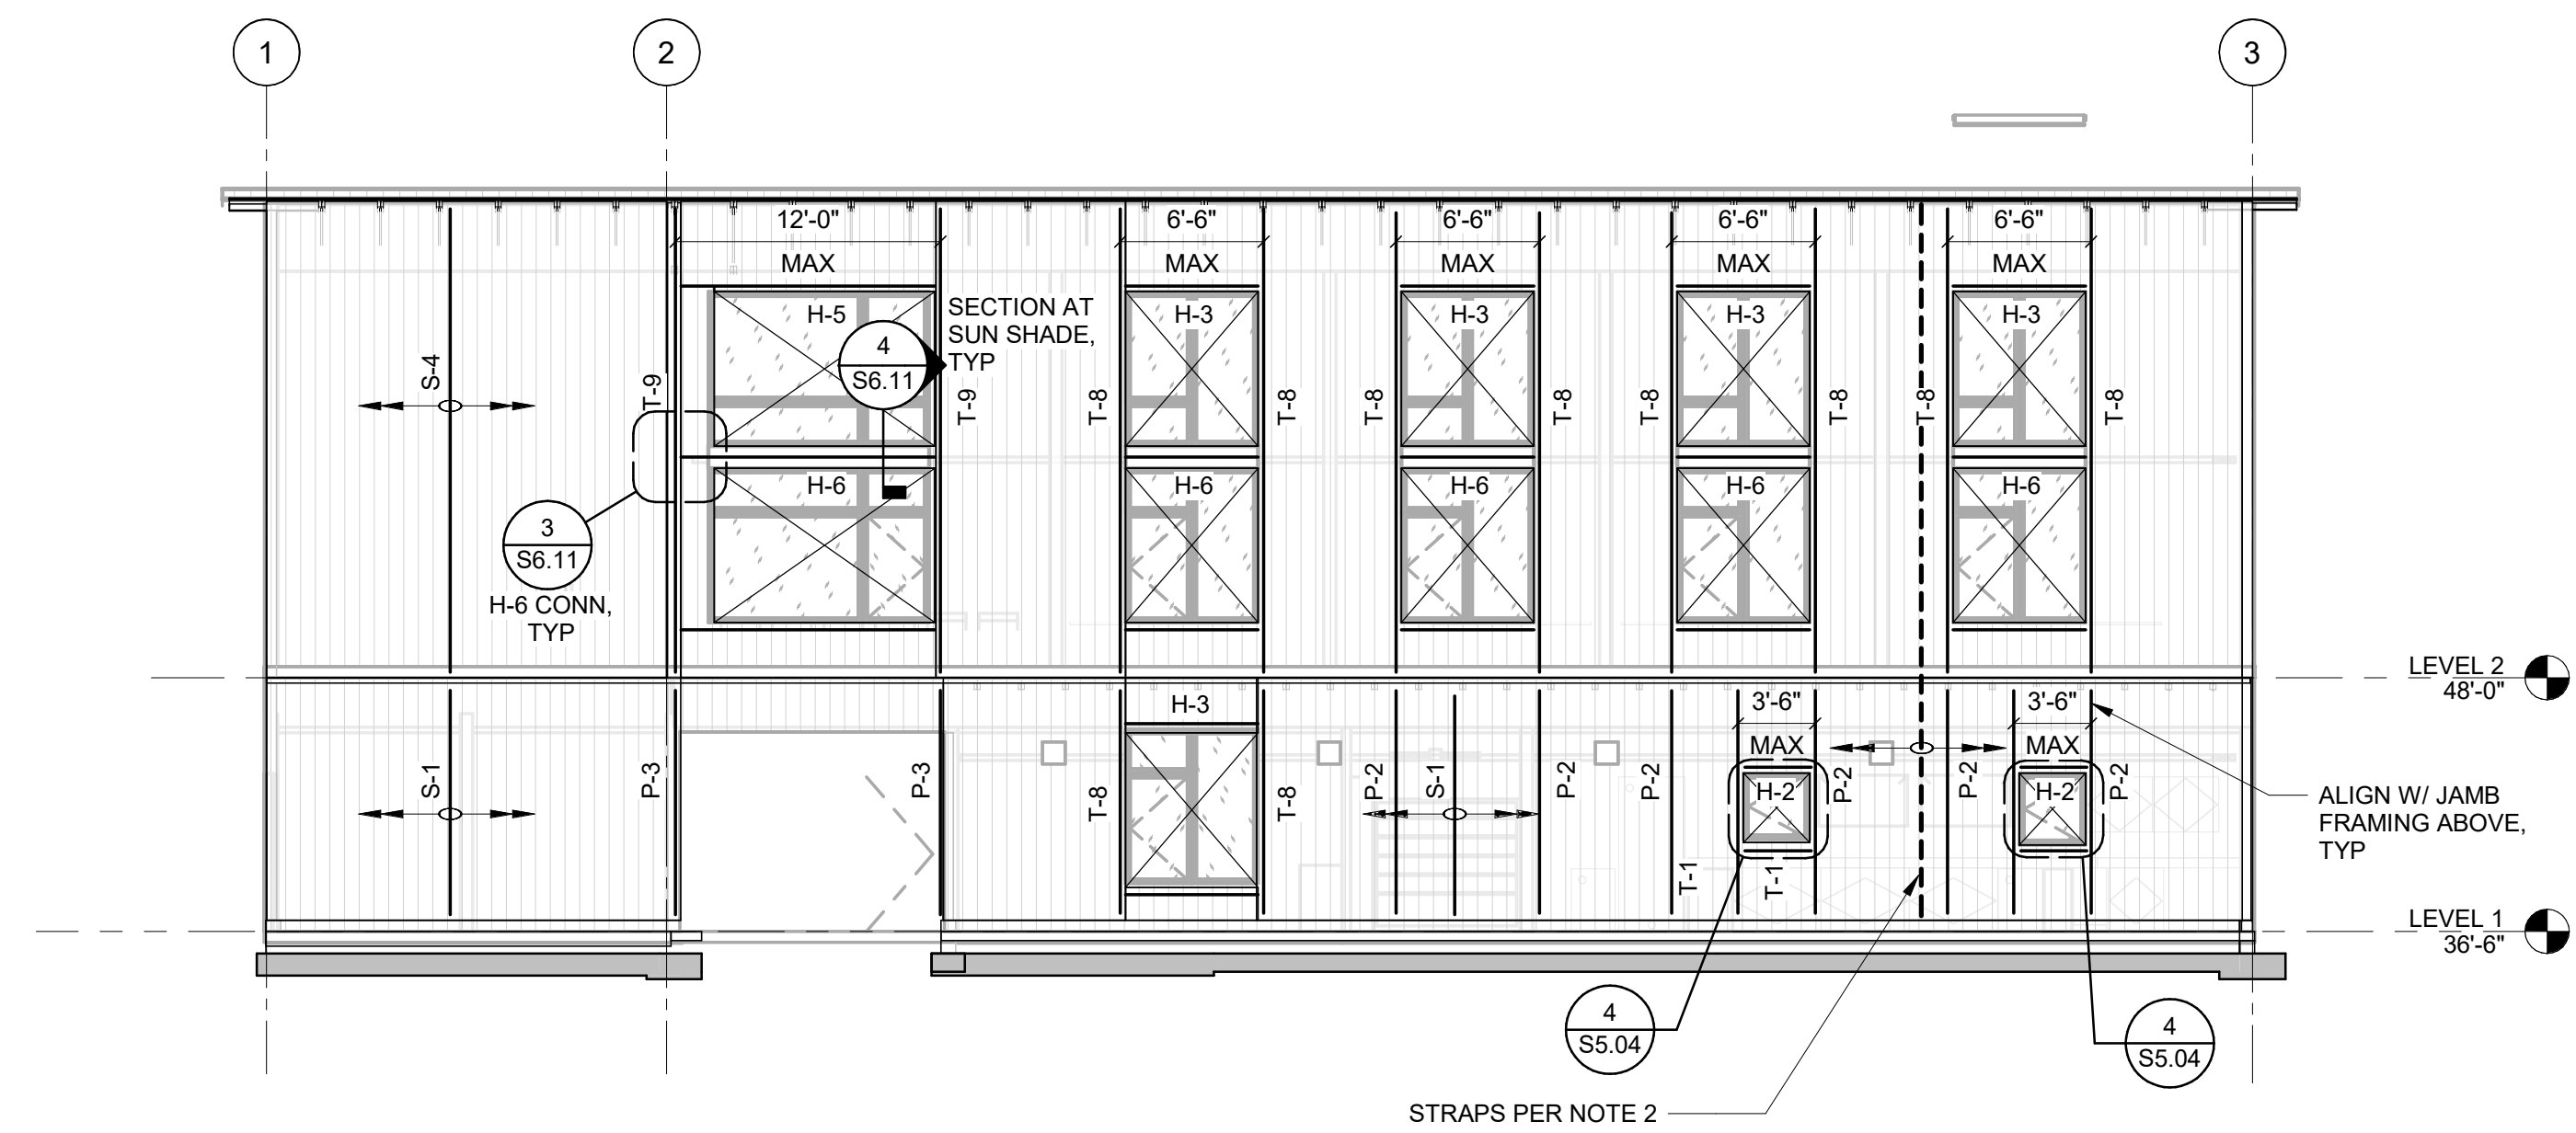 1
2
3
12'-0"
MAX
6'-6"
MAX
6'-6"
MAX
6'-6"
MAX
6'-6"
MAX
H-5
SECTION AT
SUN SHADE,
TYP
4
S6.11
H-3
H-3
H-3
H-3
S-4
T-9
T-9
T-8
T-8
T-8
T-8
T-8
T-8
T-8
T-8
H-6
H-6
H-6
H-6
H-6
3
S6.11
H-6 CONN,
TYP
LEVEL 2
48'-0"
H-3
3'-6"
MAX
3'-6"
MAX
S-1
P-3
P-3
T-8
T-8
P-2
S-1
P-2
P-2
H-2
P-2
P-2
H-2
P-2
T-1
T-1
ALIGN W/ JAMB
FRAMING ABOVE,
TYP
LEVEL 1
36'-6"
4
S5.04
4
S5.04
STRAPS PER NOTE 2